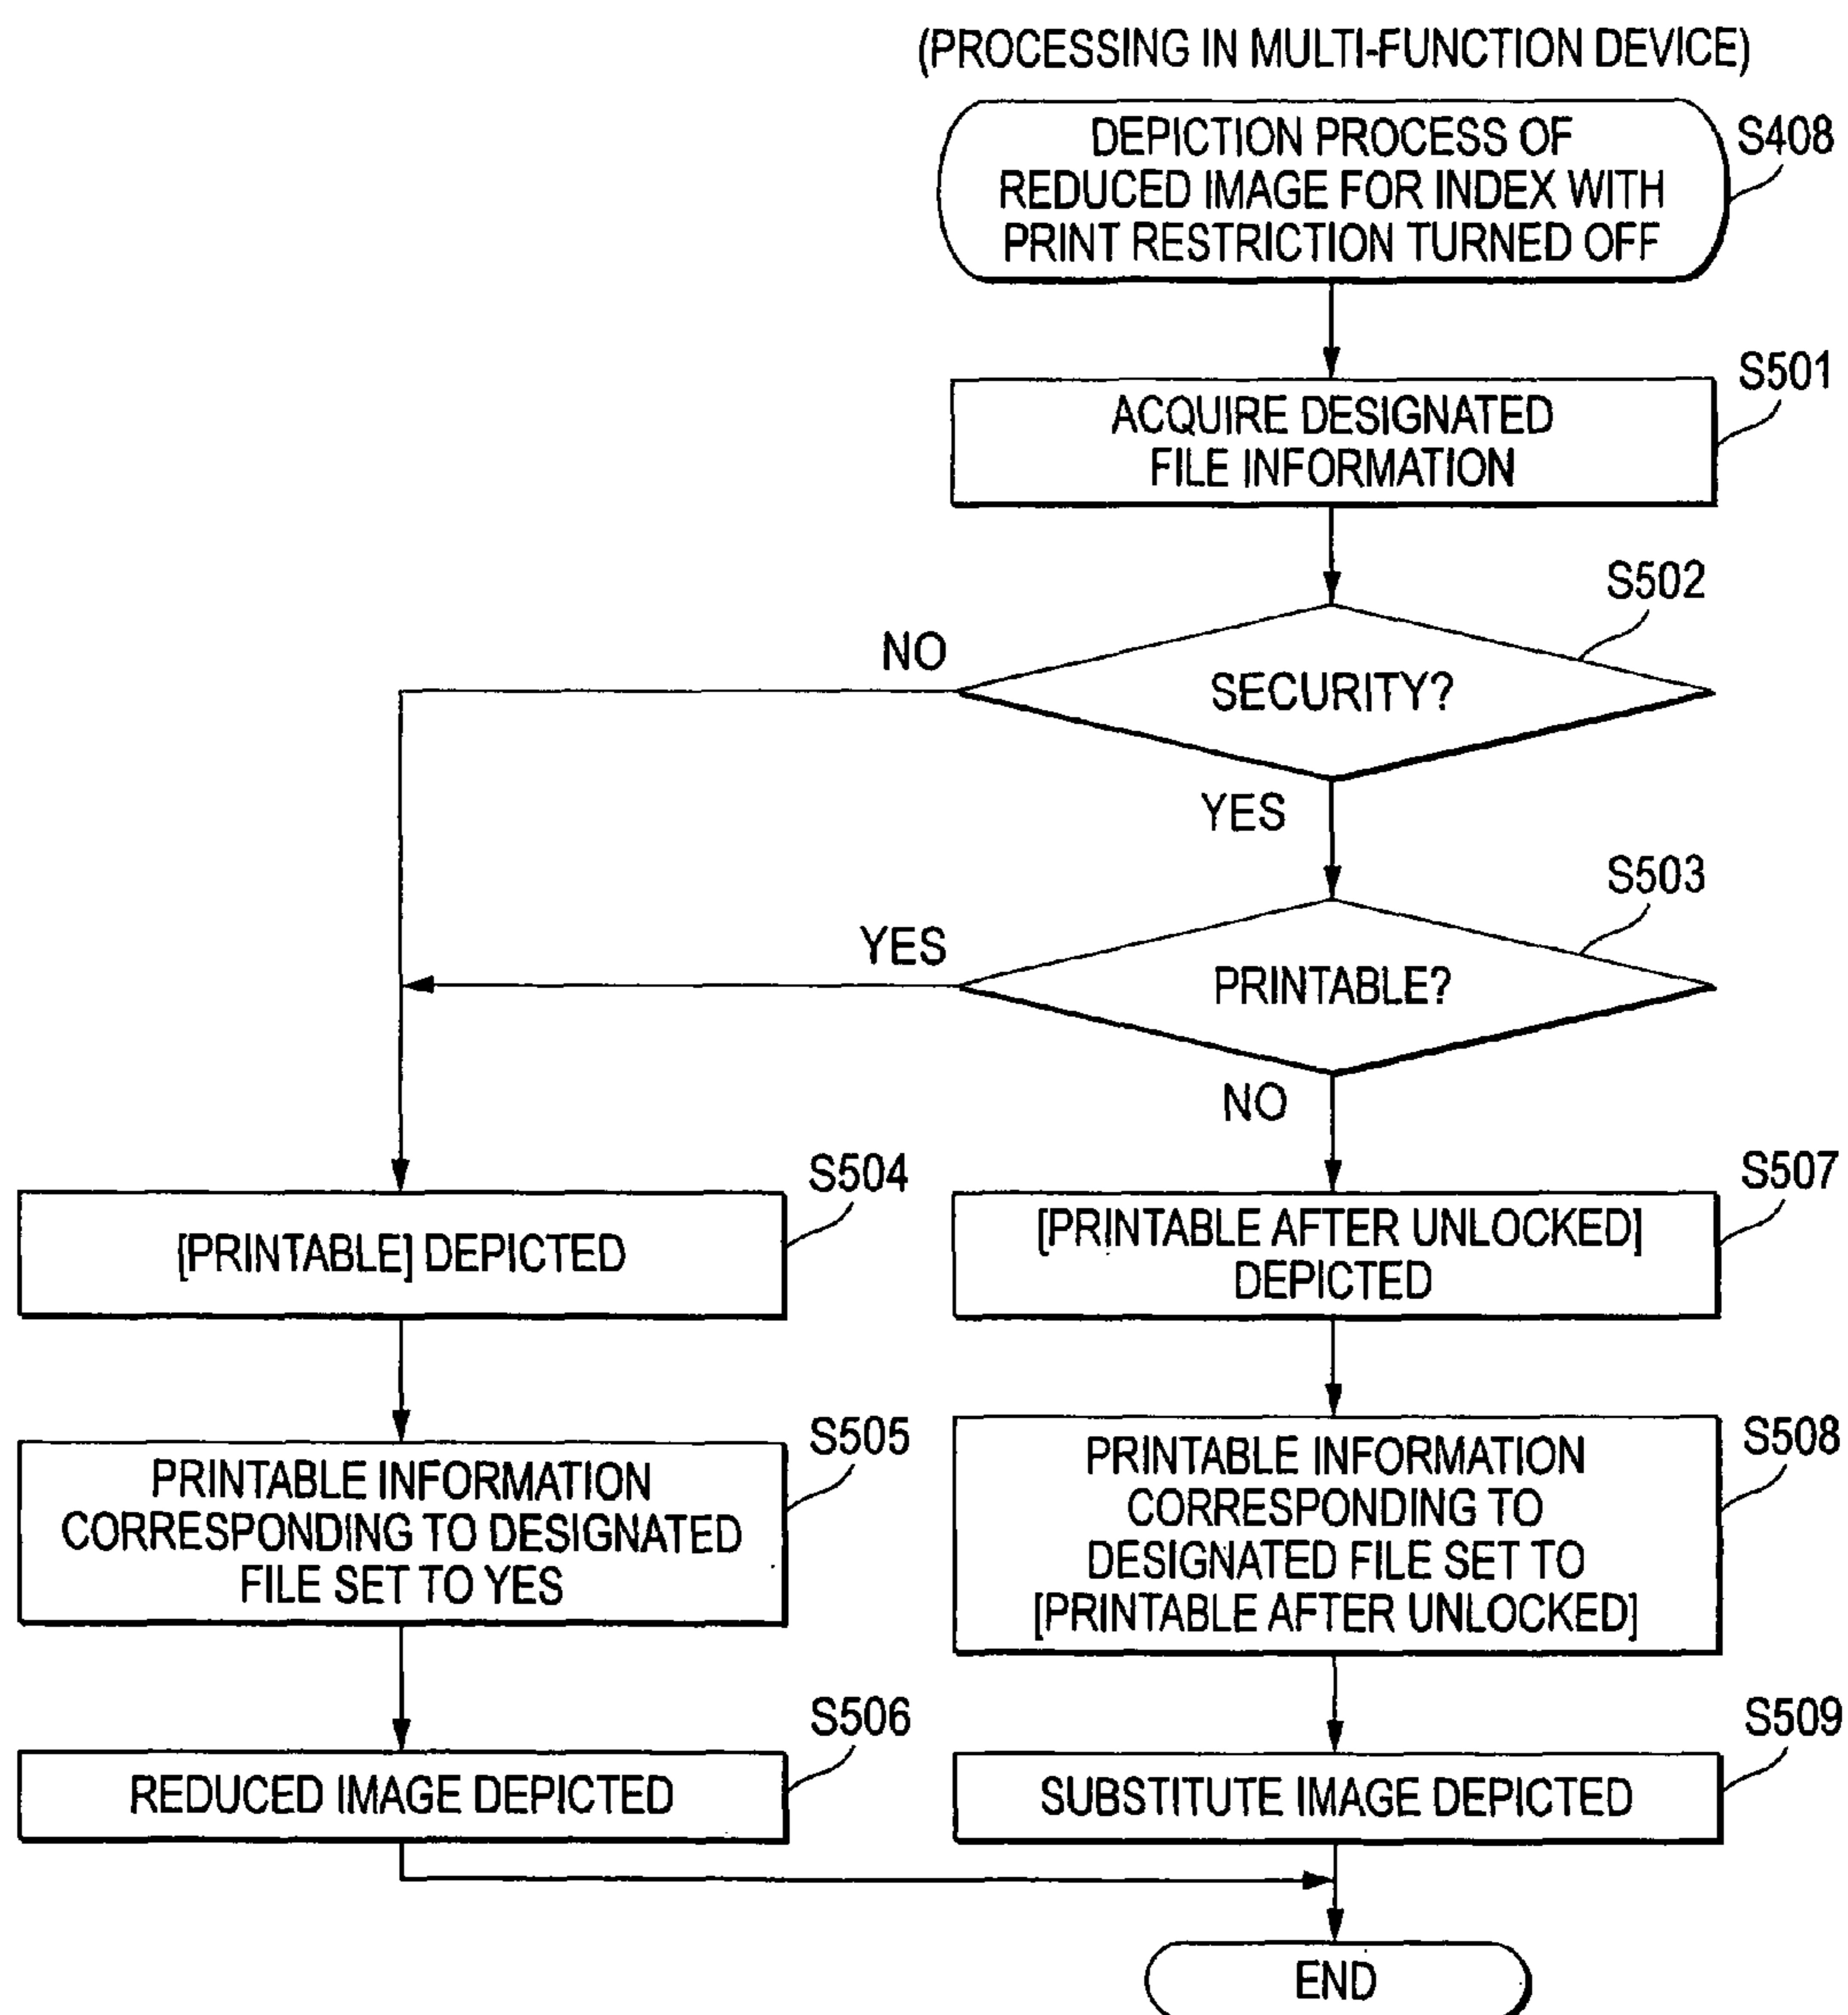 (PROCESSING IN MULTI-FUNCTION DEVICE)
DEPICTION PROCESS OF
REDUCED IMAGE FOR INDEX WITH
PRINT RESTRICTION TURNED OFF
S408
S501
ACQUIRE DESIGNATED
FILE INFORMATION
S502
NO
SECURITY?
YES
S503
YES
PRINTABLE?
NO
S504
[PRINTABLE] DEPICTED
S507
[PRINTABLE AFTER UNLOCKED]
DEPICTED
S505
PRINTABLE INFORMATION
CORRESPONDING TO DESIGNATED
FILE SET TO YES
S508
PRINTABLE INFORMATION
CORRESPONDING TO
DESIGNATED FILE SET TO
[PRINTABLE AFTER UNLOCKED]
S506
REDUCED IMAGE DEPICTED
S509
SUBSTITUTE IMAGE DEPICTED
END